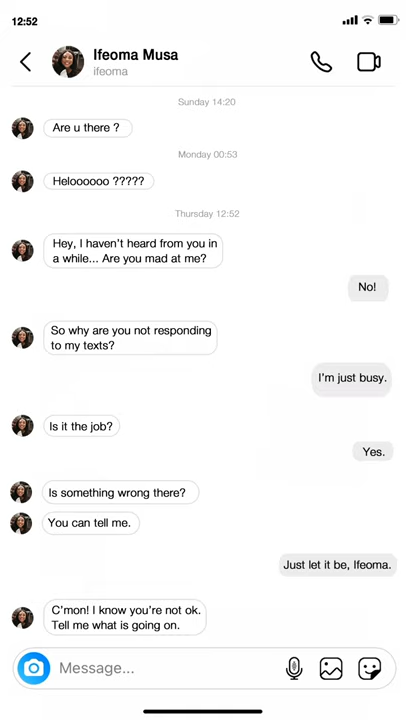 12:52
Ifeoma Musa
ifeoma
Sunday 14:20
Are u there ?
Monday 00:53
Heloooooo ?????
Thursday 12:52
Hey, I haven't heard from you in
a while... Are you mad at me?
No!
So why are you not responding
to my texts?
I'm just busy.
Is it the job?
Yes.
Is something wrong there?
You can tell me.
Just let it be, Ifeoma.
C'mon! I know you're not ok.
Tell me what is going on.
Message...